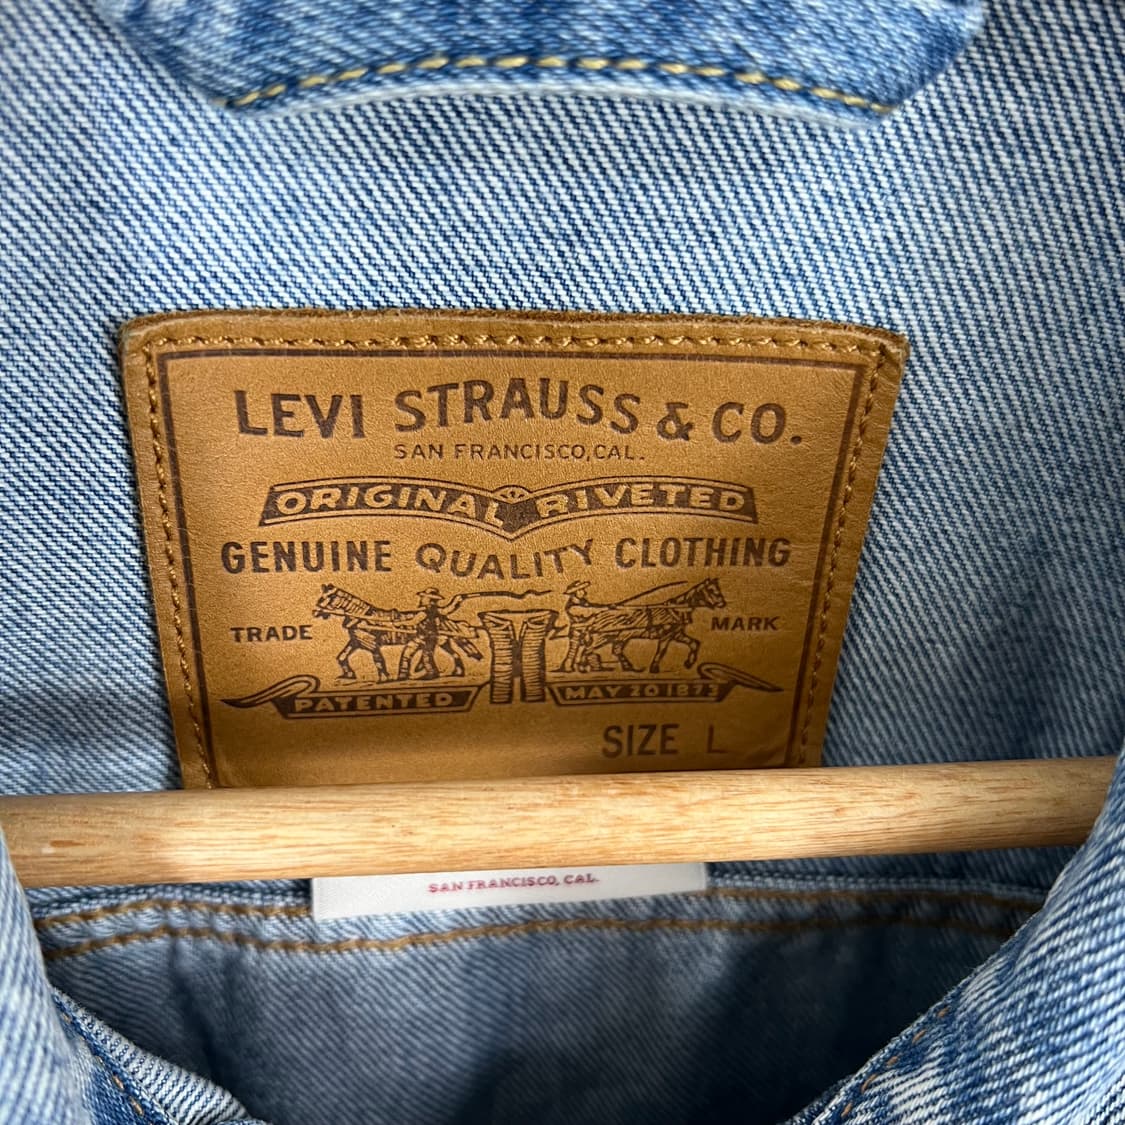 LEVI STRAUSS & CO.
SAN FRANCISCO, CAL.
ORIGINAL RIVETED
GENUINE QUALITY CLOTHING
TRADE MARK
PATENTED MAY 20 1873
SIZE L
SAN FRANCISCO, CAL.